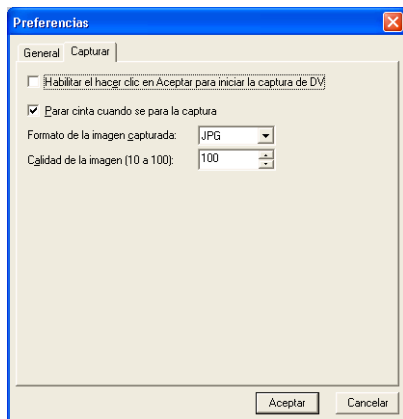 Preferencias
General Capturar
Habilitar el hacer clic en Aceptar para iniciar la captura de DV
Parar cinta cuando se para la captura
Formato de la imagen capturada: JPG
Calidad de la imagen (10 a 100): 100
Aceptar Cancelar